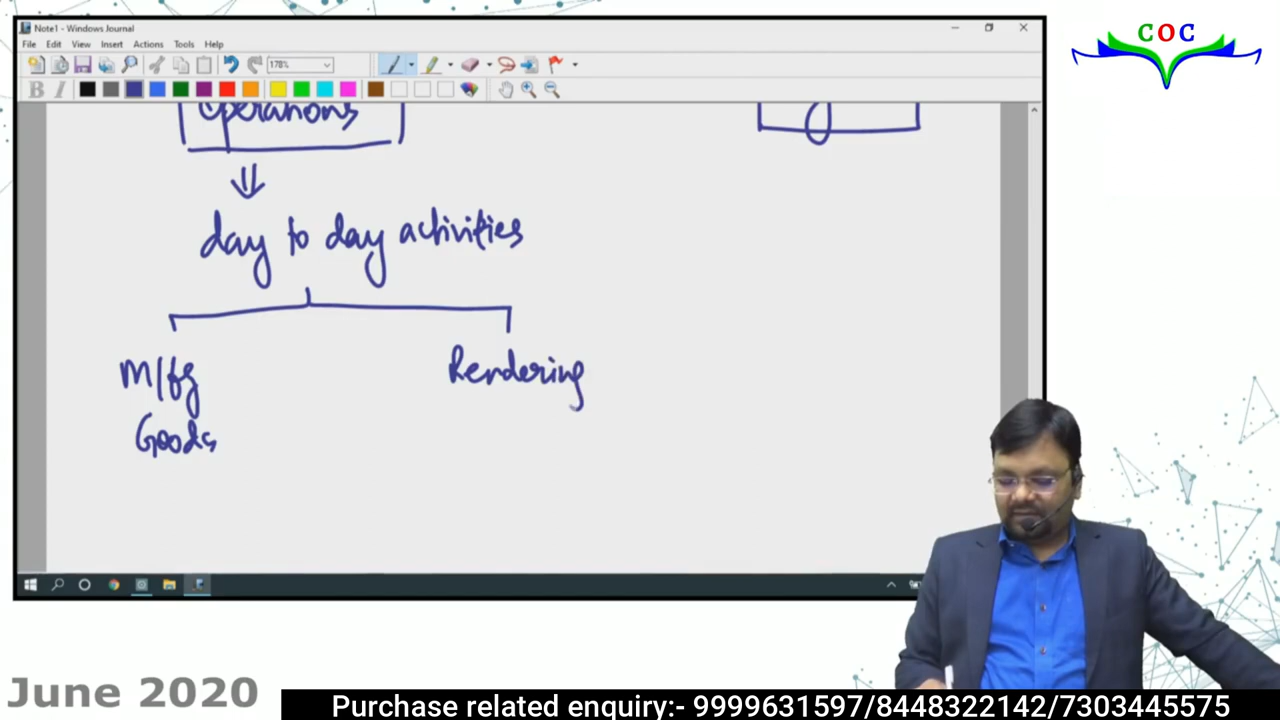 Note1 - Windows Journal
COC
File Edit View Insert Actions Tools Help
178%
B I
Operations
day to day activities
M/fg Rendering
Goods
June 2020
Purchase related enquiry:- 9999631597/8448322142/7303445575